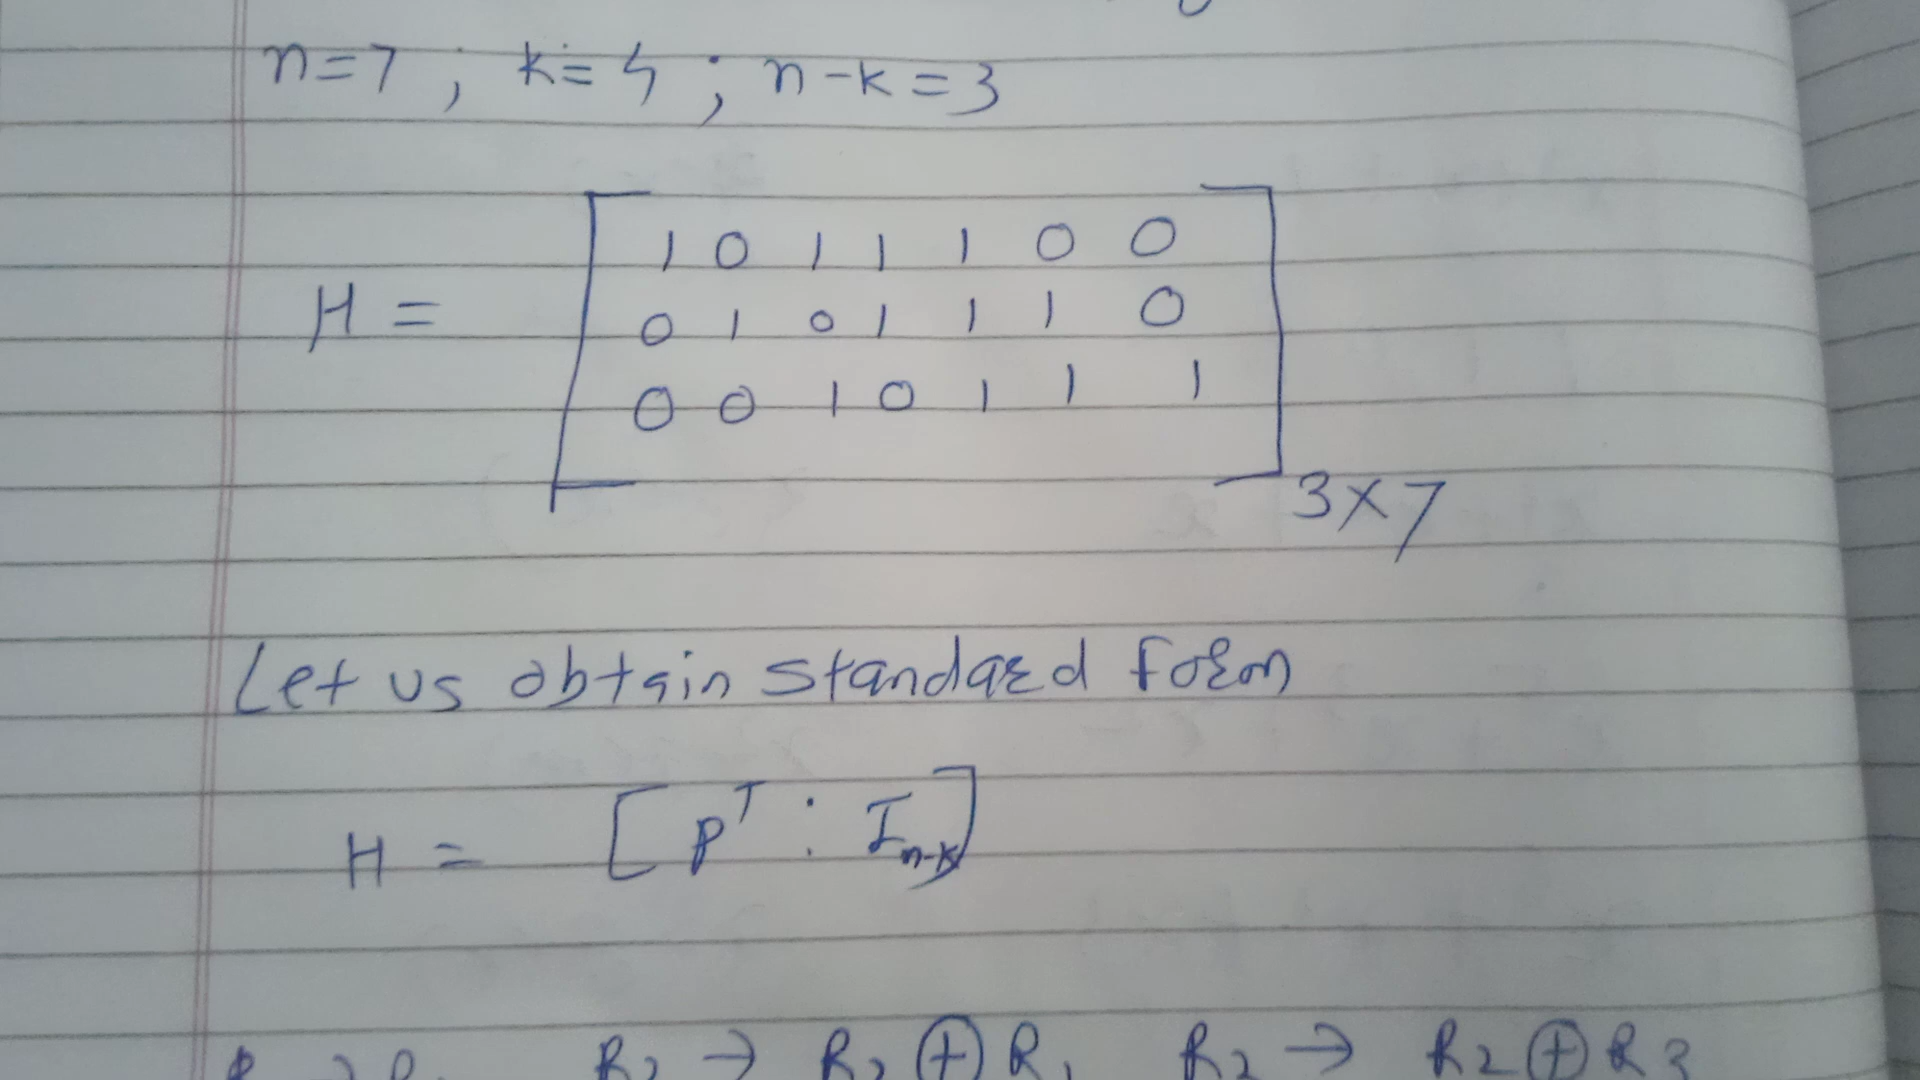 n=7 ; k=4 ; n-k=3
1 0 1 1 1 0 0
H = 0 1 0 1 1 1 0
0 0 1 0 1 1 1
3×7
Let us obtain standard form
H = [P^T : I_{n-k}]
R₂ → R₂ ⊕ R₁ R₂ → R₂ ⊕ R₃